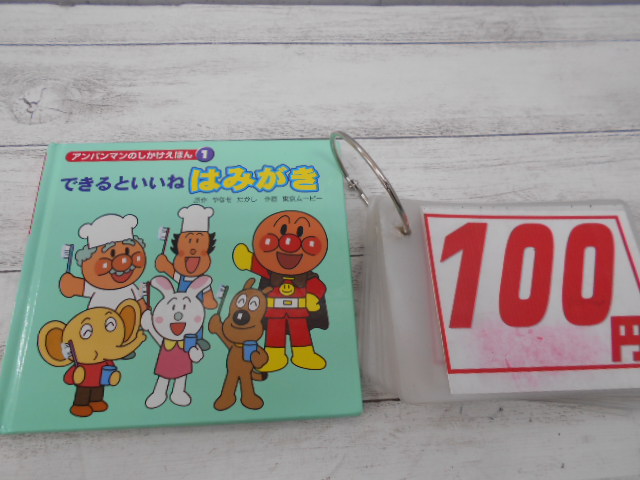 アンパンマンのしかけえほん 1
できるといいね はみがき
さく やなせ たかし 作画 東京ムービー
100円